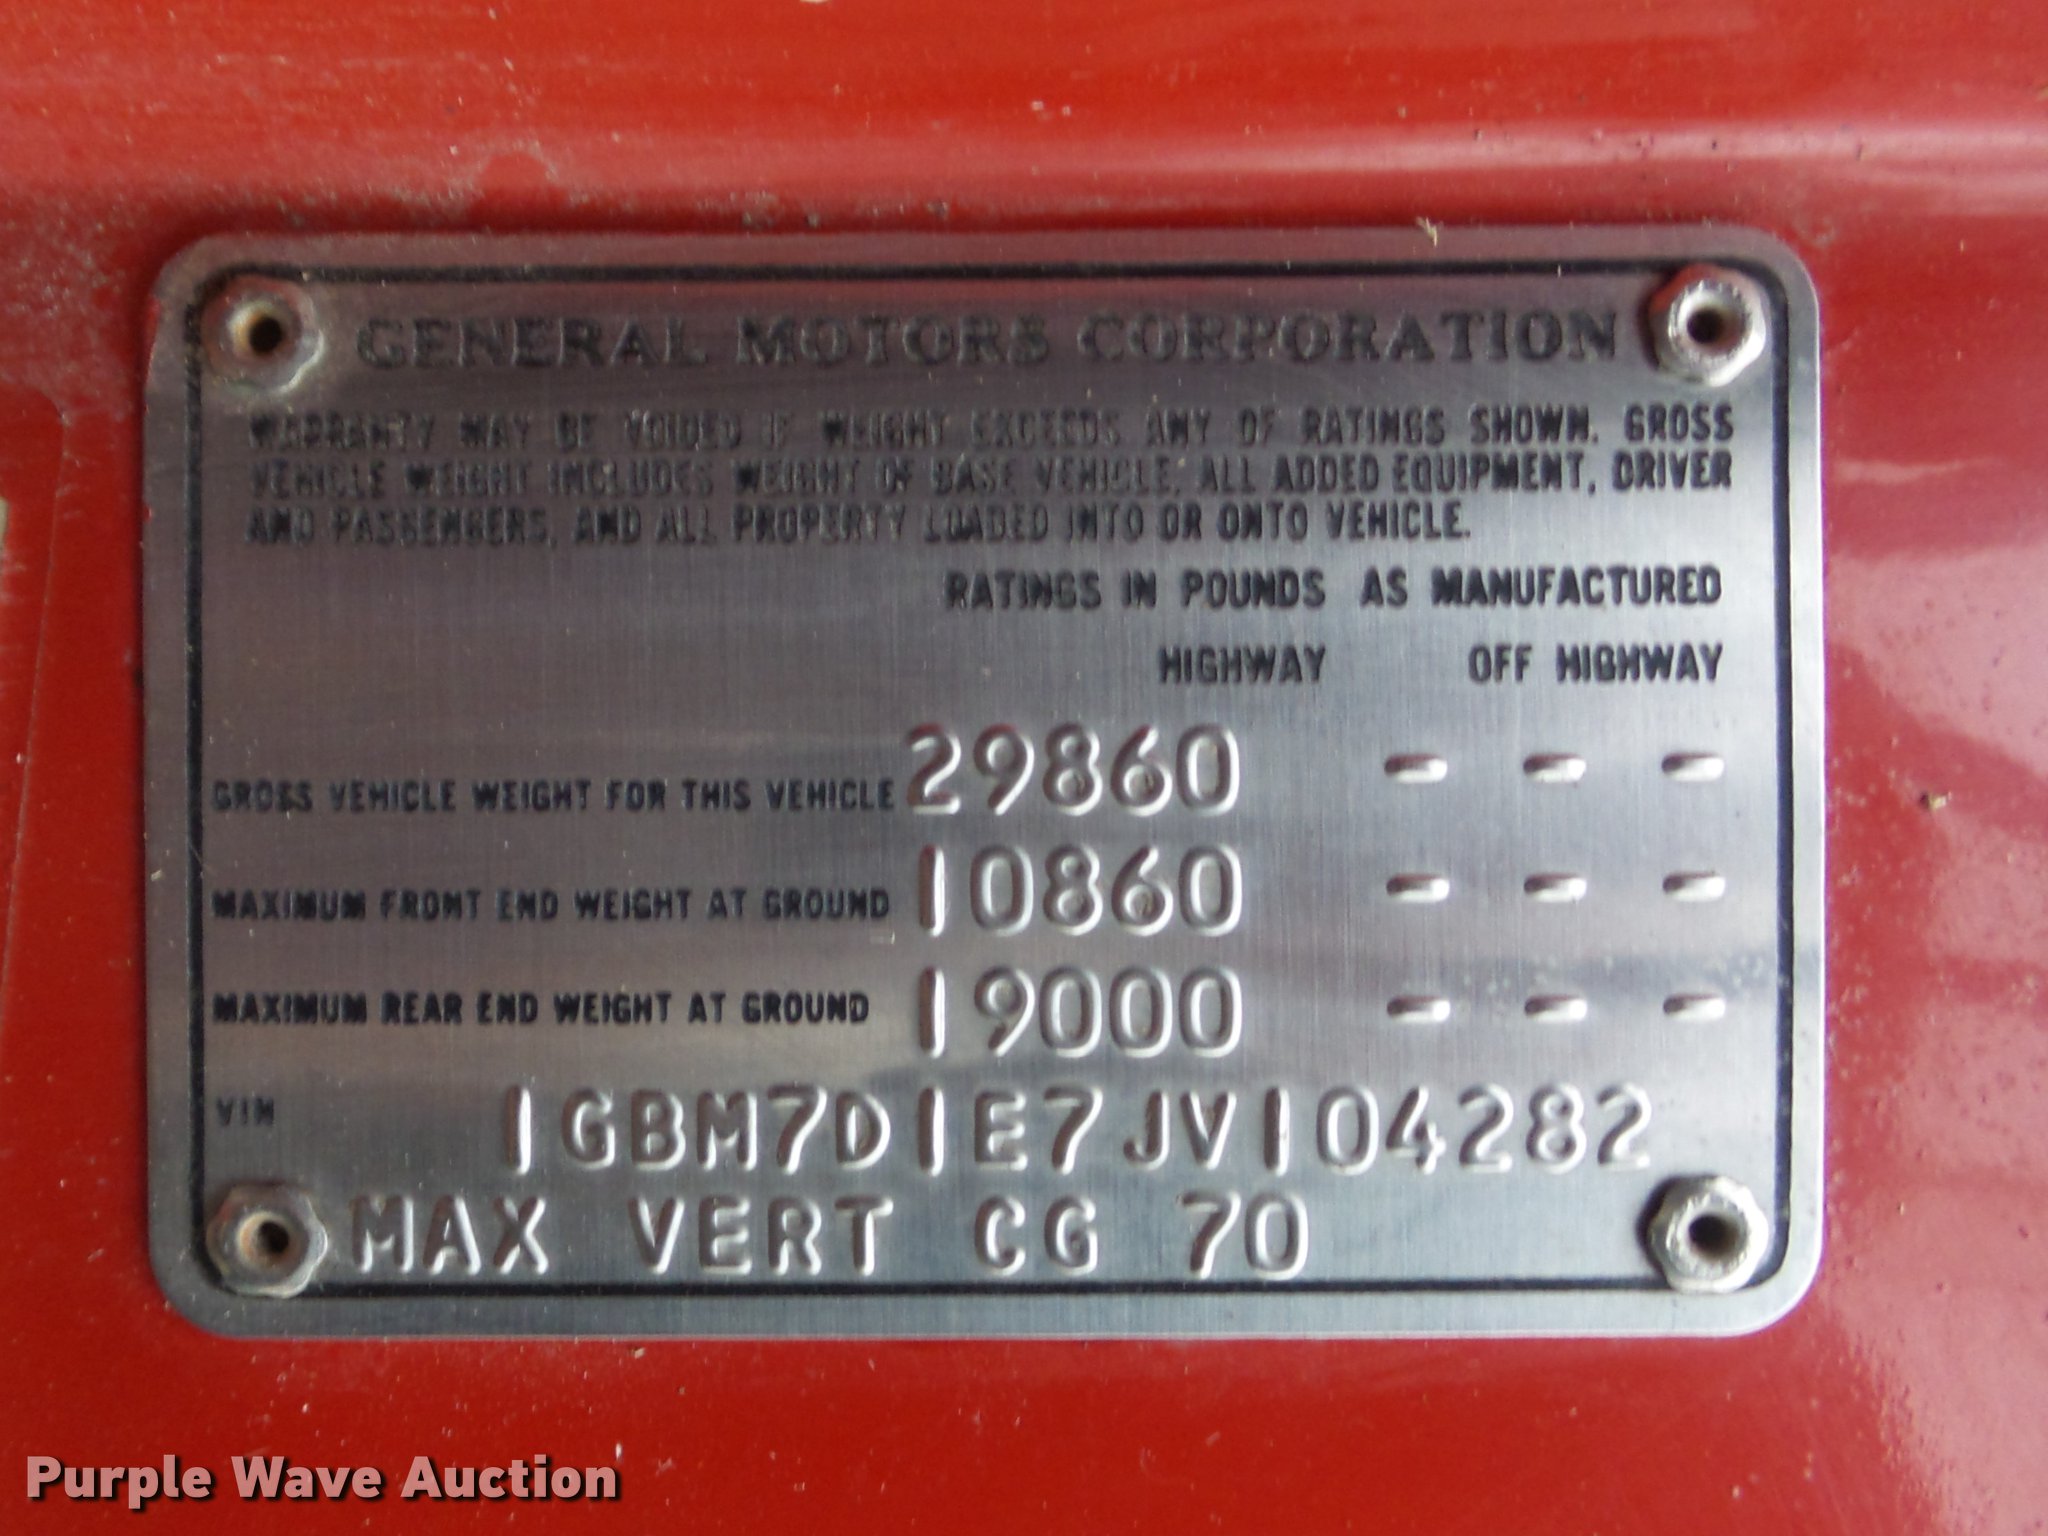 GENERAL MOTORS CORPORATION
WARRANTY MAY BE VOIDED IF WEIGHT EXCEEDS ANY OF RATINGS SHOWN. GROSS
VEHICLE WEIGHT INCLUDES WEIGHT OF BASE VEHICLE, ALL ADDED EQUIPMENT, DRIVER
AND PASSENGERS, AND ALL PROPERTY LOADED INTO OR ONTO VEHICLE.
RATINGS IN POUNDS AS MANUFACTURED
HIGHWAY OFF HIGHWAY
GROSS VEHICLE WEIGHT FOR THIS VEHICLE 29860 - - -
MAXIMUM FRONT END WEIGHT AT GROUND 10860 - - -
MAXIMUM REAR END WEIGHT AT GROUND 19000 - - -
VIN 1GBM7D1E7JV104282
MAX VERT CG 70
Purple Wave Auction